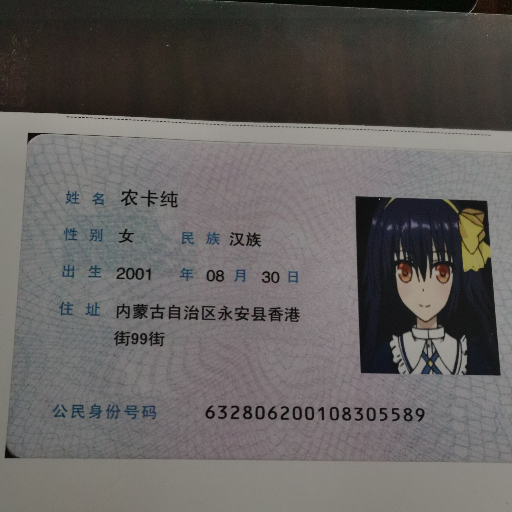 姓名 农卡纯
性别 女 民族 汉族
出生 2001 年 08 月 30 日
住址 内蒙古自治区永安县香港
街99街
公民身份号码 632806200108305589